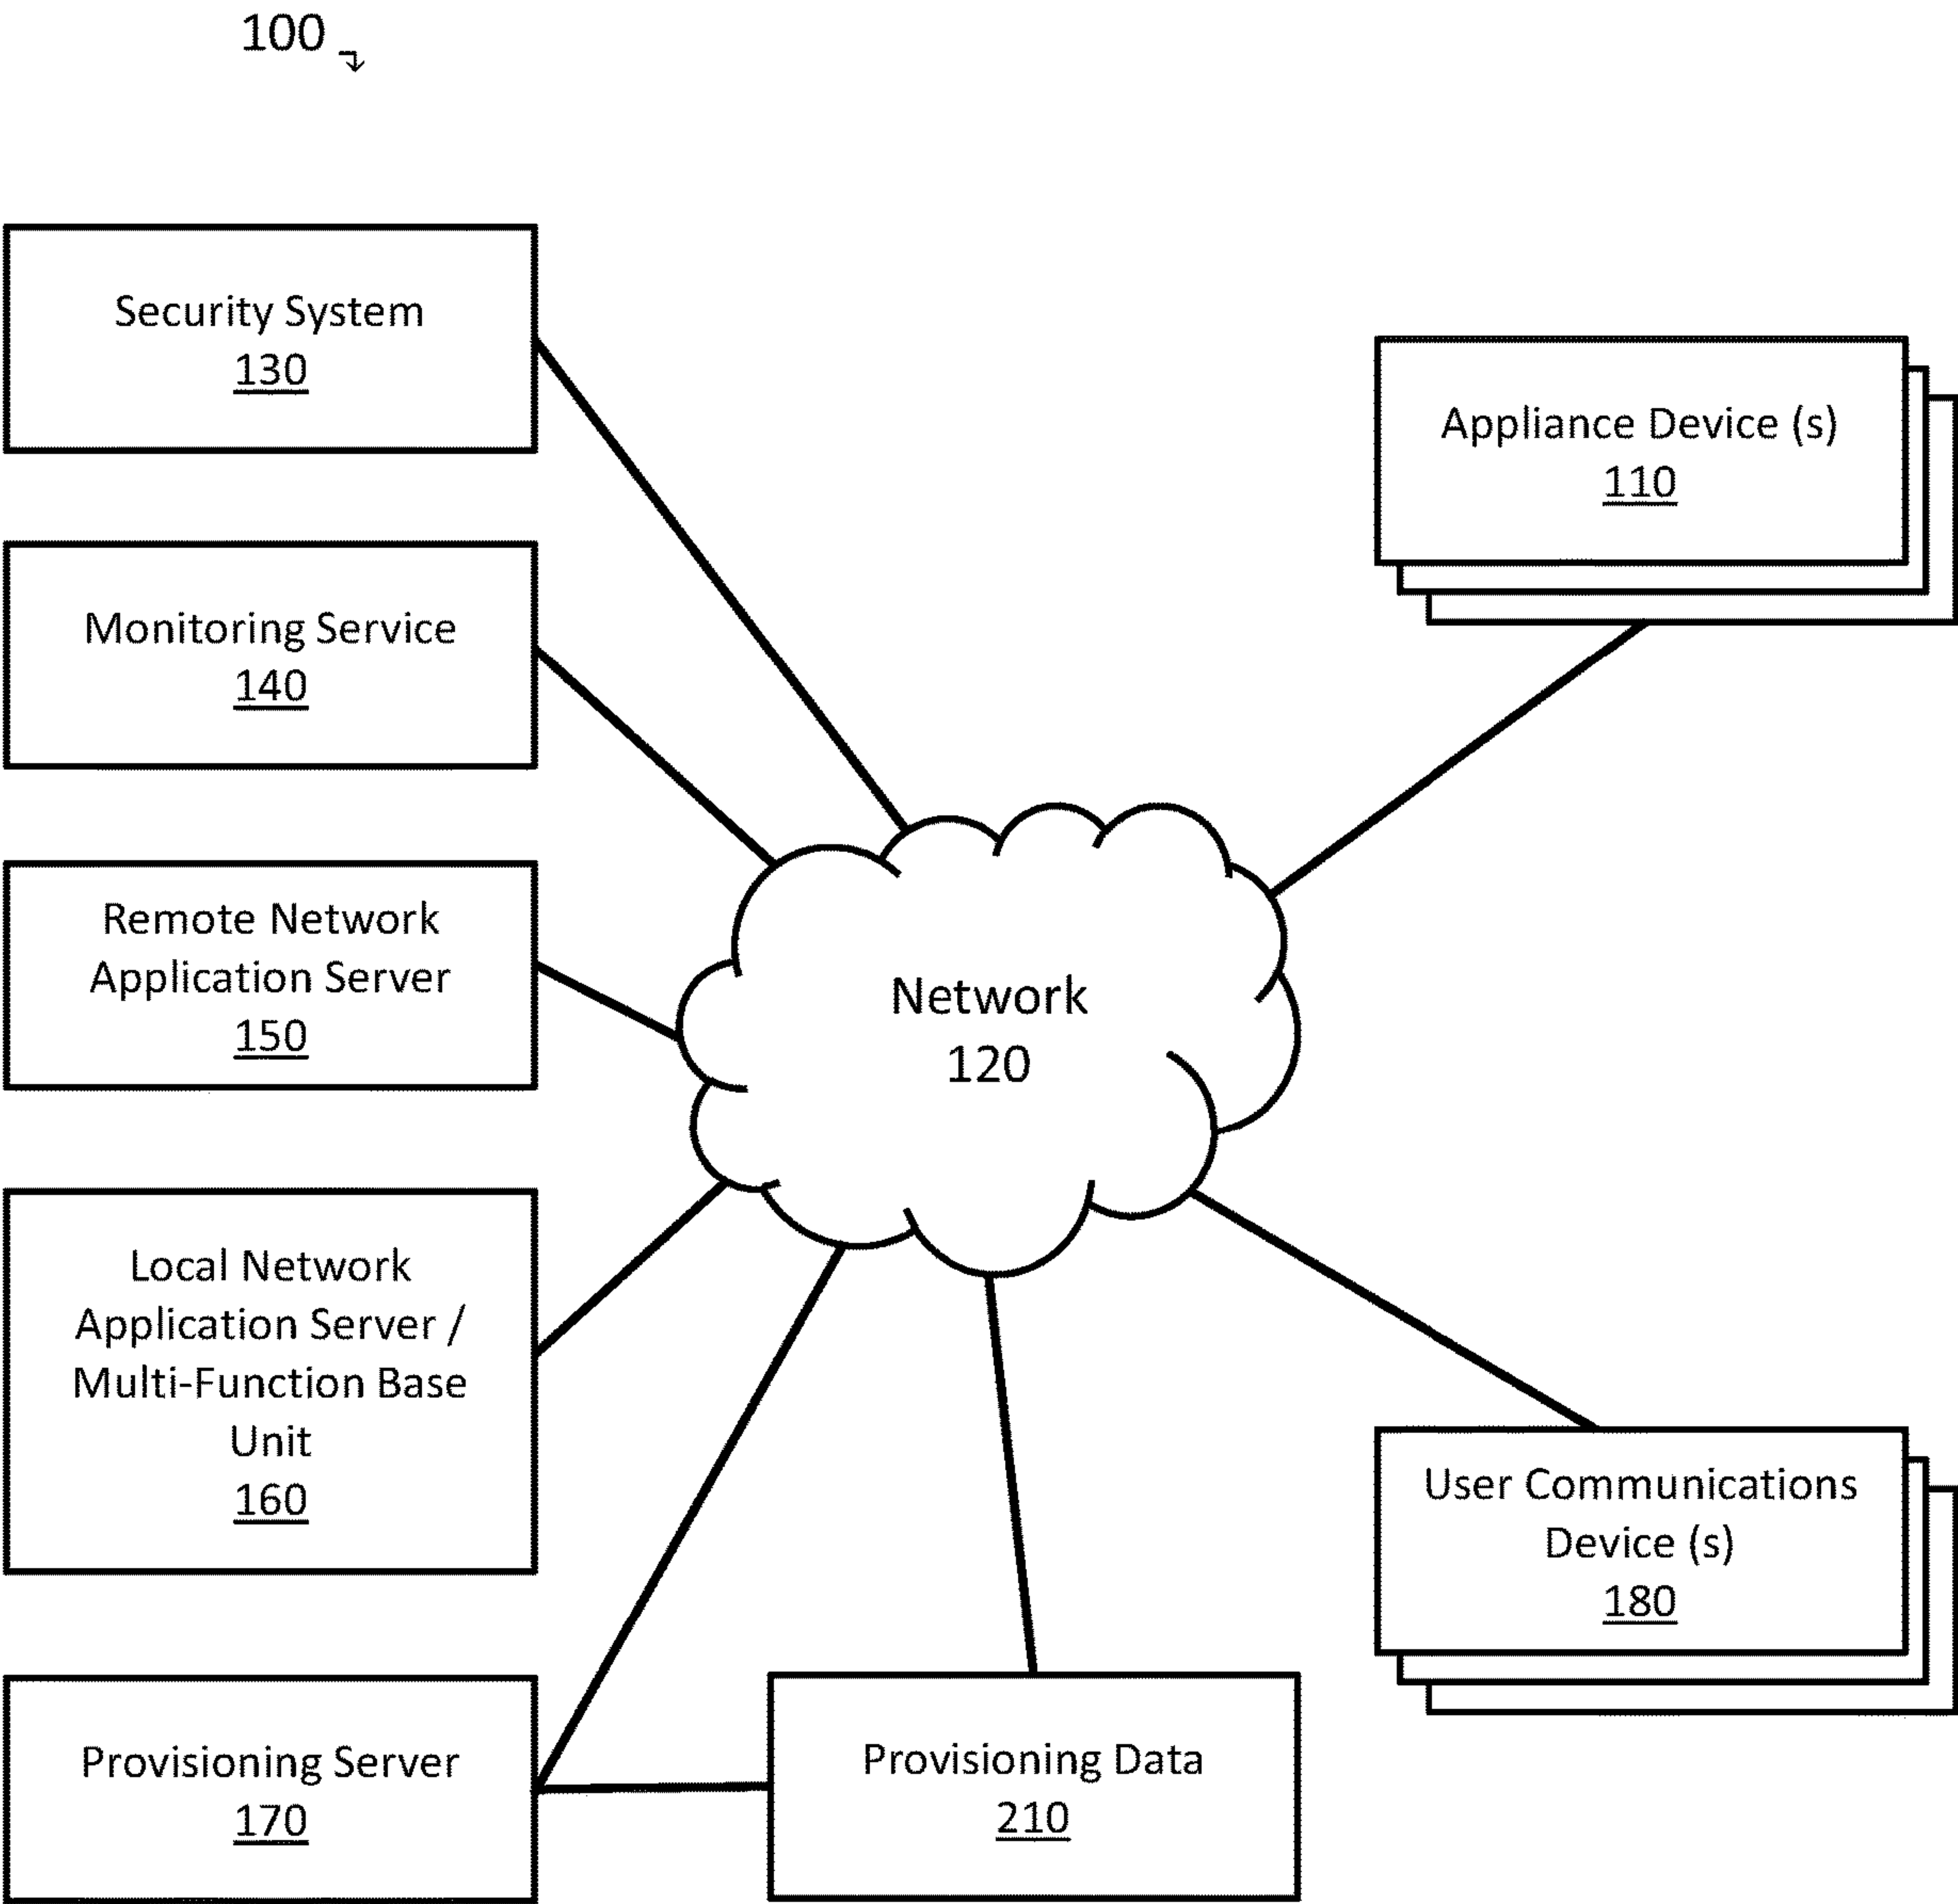 100
Security System
130
Appliance Device (s)
110
Monitoring Service
140
Remote Network
Application Server
150
Network
120
Local Network
Application Server /
Multi-Function Base
Unit
160
User Communications
Device (s)
180
Provisioning Server
170
Provisioning Data
210